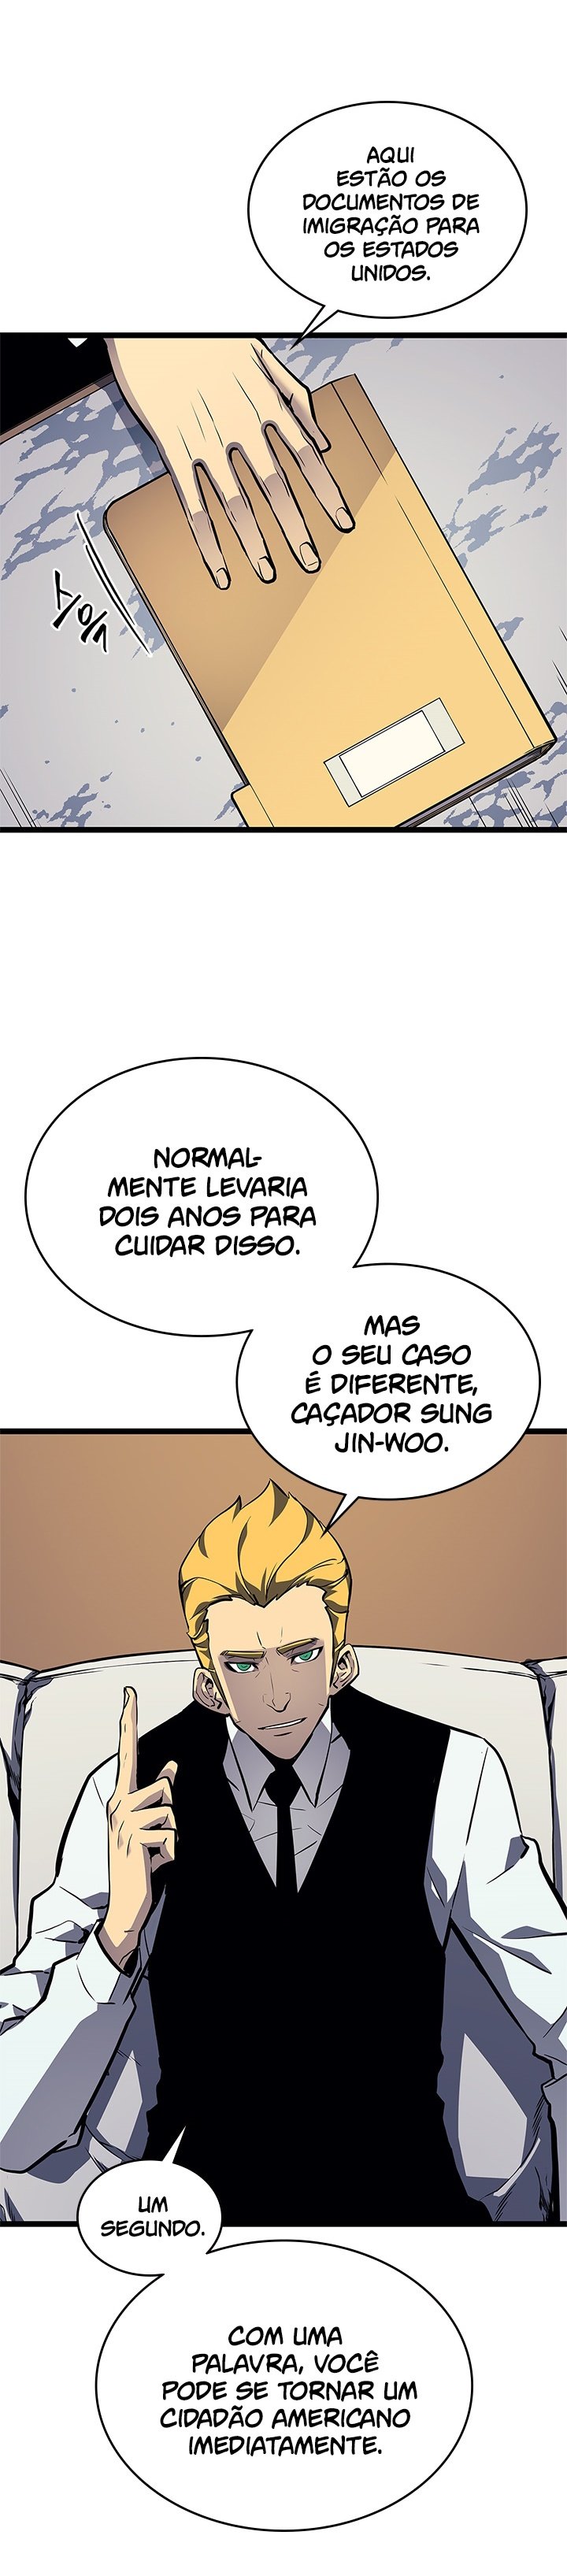 AQUI
ESTÃO OS
DOCUMENTOS DE
IMIGRAÇÃO PARA
OS ESTADOS
UNIDOS.
스윽
NORMAL-
MENTE LEVARIA
DOIS ANOS PARA
CUIDAR DISSO.
MAS
O SEU CASO
É DIFERENTE,
CAÇADOR SUNG
JIN-WOO.
UM
SEGUNDO.
COM UMA
PALAVRA, VOCÊ
PODE SE TORNAR UM
CIDADÃO AMERICANO
IMEDIATAMENTE.